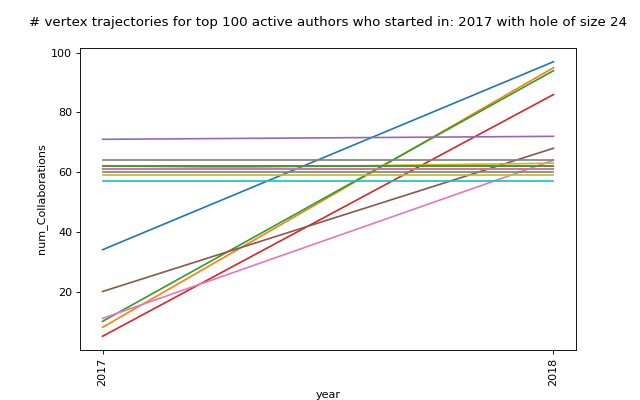 # vertex trajectories for top 100 active authors who started in: 2017 with hole of size 24
100
80
60
40
20
num_Collaborations
2017
2018
year